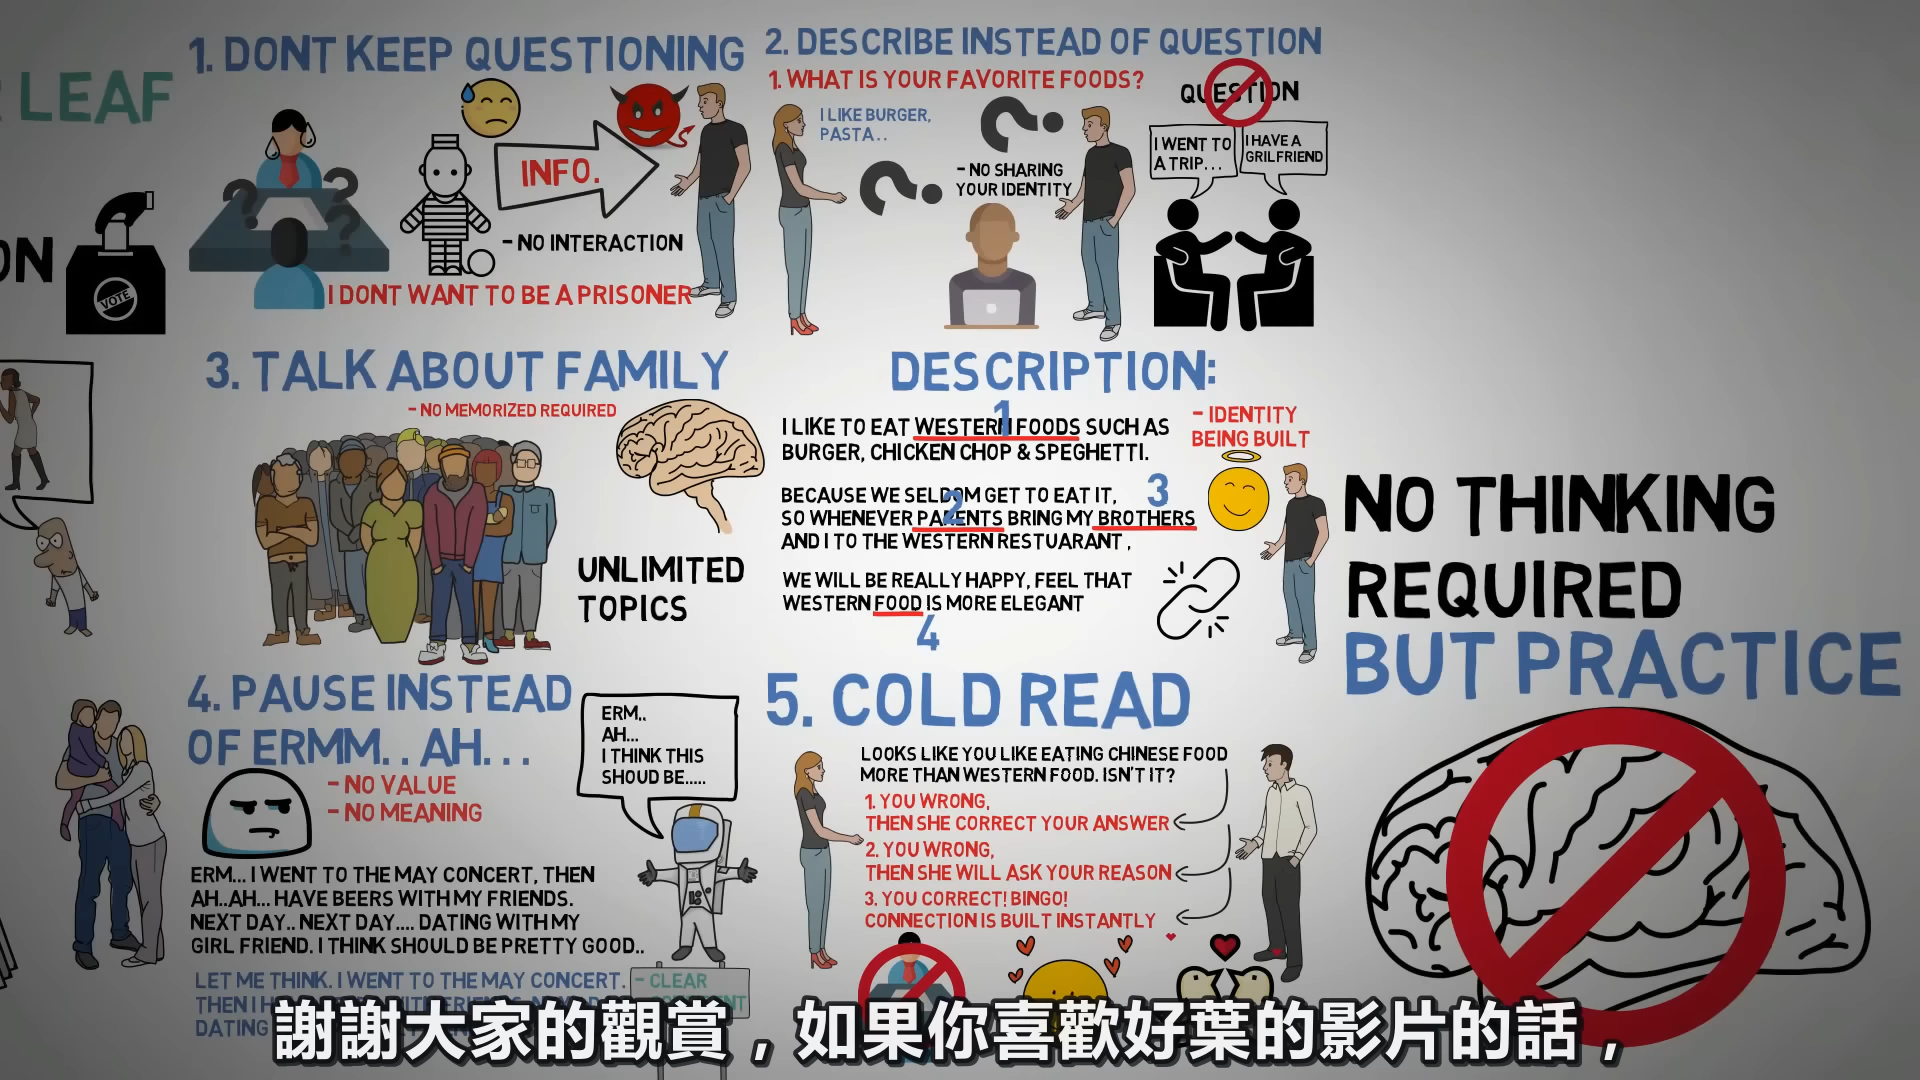 LEAF
ON
VOTE
1. DONT KEEP QUESTIONING
INFO.
- NO INTERACTION
I DONT WANT TO BE A PRISONER
2. DESCRIBE INSTEAD OF QUESTION
1. WHAT IS YOUR FAVORITE FOODS?
I LIKE BURGER,
PASTA..
- NO SHARING
YOUR IDENTITY
QUESTION
I WENT TO
A TRIP...
I HAVE A
GRILFRIEND
3. TALK ABOUT FAMILY
- NO MEMORIZED REQUIRED
UNLIMITED
TOPICS
DESCRIPTION:
1
I LIKE TO EAT WESTERN FOODS SUCH AS
BURGER, CHICKEN CHOP & SPEGHETTI.
BECAUSE WE SELDOM GET TO EAT IT,
2
3
SO WHENEVER PARENTS BRING MY BROTHERS
AND I TO THE WESTERN RESTUARANT ,
WE WILL BE REALLY HAPPY, FEEL THAT
WESTERN FOOD IS MORE ELEGANT
4
- IDENTITY
BEING BUILT
NO THINKING
REQUIRED
BUT PRACTICE
4. PAUSE INSTEAD
OF ERMM.. AH...
- NO VALUE
- NO MEANING
ERM..
AH...
I THINK THIS
SHOUD BE.....
ERM... I WENT TO THE MAY CONCERT, THEN
AH..AH... HAVE BEERS WITH MY FRIENDS.
NEXT DAY.. NEXT DAY.... DATING WITH MY
GIRL FRIEND. I THINK SHOULD BE PRETTY GOOD..
LET ME THINK. I WENT TO THE MAY CONCERT.
THEN I
DATING
- CLEAR
5. COLD READ
LOOKS LIKE YOU LIKE EATING CHINESE FOOD
MORE THAN WESTERN FOOD. ISN'T IT?
1. YOU WRONG,
THEN SHE CORRECT YOUR ANSWER
2. YOU WRONG,
THEN SHE WILL ASK YOUR REASON
3. YOU CORRECT! BINGO!
CONNECTION IS BUILT INSTANTLY
謝謝大家的觀賞，如果你喜歡好葉的影片的話，